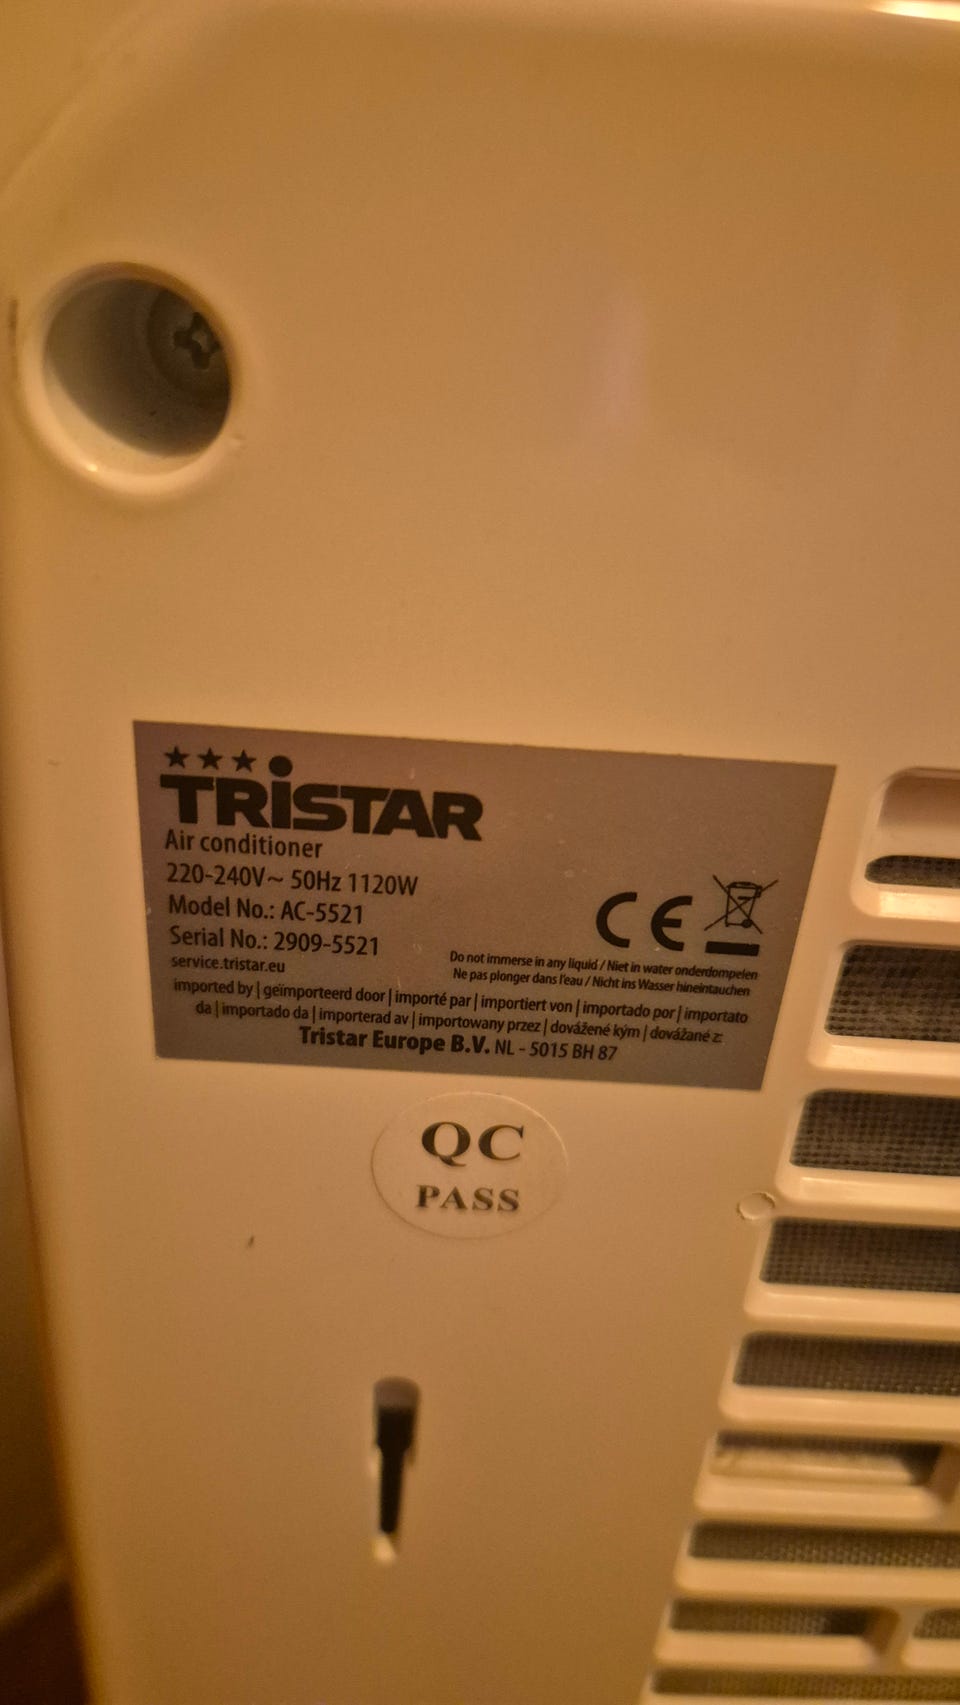 TRiSTAR
Air conditioner
220-240V~ 50Hz 1120W
Model No.: AC-5521
Serial No.: 2909-5521
service.tristar.eu
CE
Do not immerse in any liquid / Niet in water onderdompelen
Ne pas plonger dans l'eau / Nicht ins Wasser hineintauchen
imported by | geïmporteerd door | importé par | importiert von | importado por | importato
da | importado da | importerad av | importowany przez | dovážené kým | dovážané z:
Tristar Europe B.V. NL - 5015 BH 87
QC
PASS